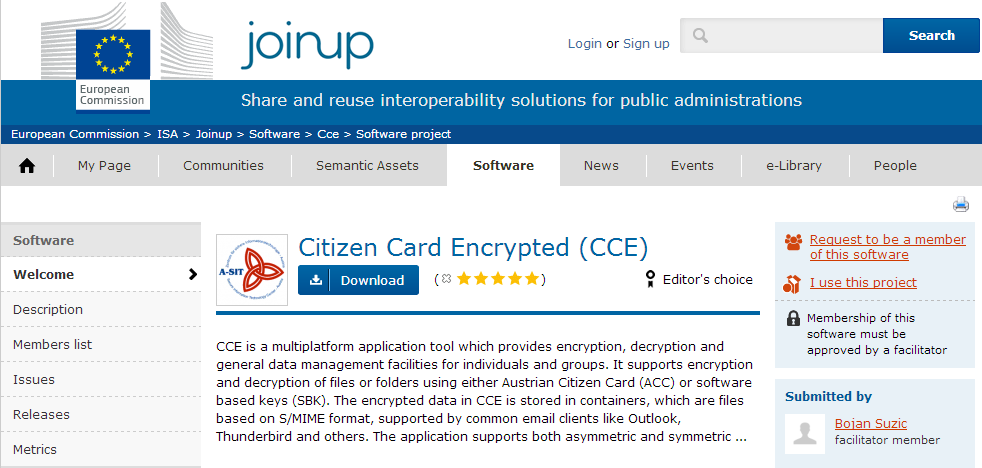 European
Commission
joinup
Login or Sign up
Search
Share and reuse interoperability solutions for public administrations
European Commission > ISA > Joinup > Software > Cce > Software project
My Page
Communities
Semantic Assets
Software
News
Events
e-Library
People
Software
Welcome
Description
Members list
Issues
Releases
Metrics
A-SIT
Citizen Card Encrypted (CCE)
Download
( )
Editor's choice
CCE is a multiplatform application tool which provides encryption, decryption and
general data management facilities for individuals and groups. It supports encryption
and decryption of files or folders using either Austrian Citizen Card (ACC) or software
based keys (SBK). The encrypted data in CCE is stored in containers, which are files
based on S/MIME format, supported by common email clients like Outlook,
Thunderbird and others. The application supports both asymmetric and symmetric ...
Request to be a member
of this software
I use this project
Membership of this
software must be
approved by a facilitator
Submitted by
Bojan Suzic
facilitator member